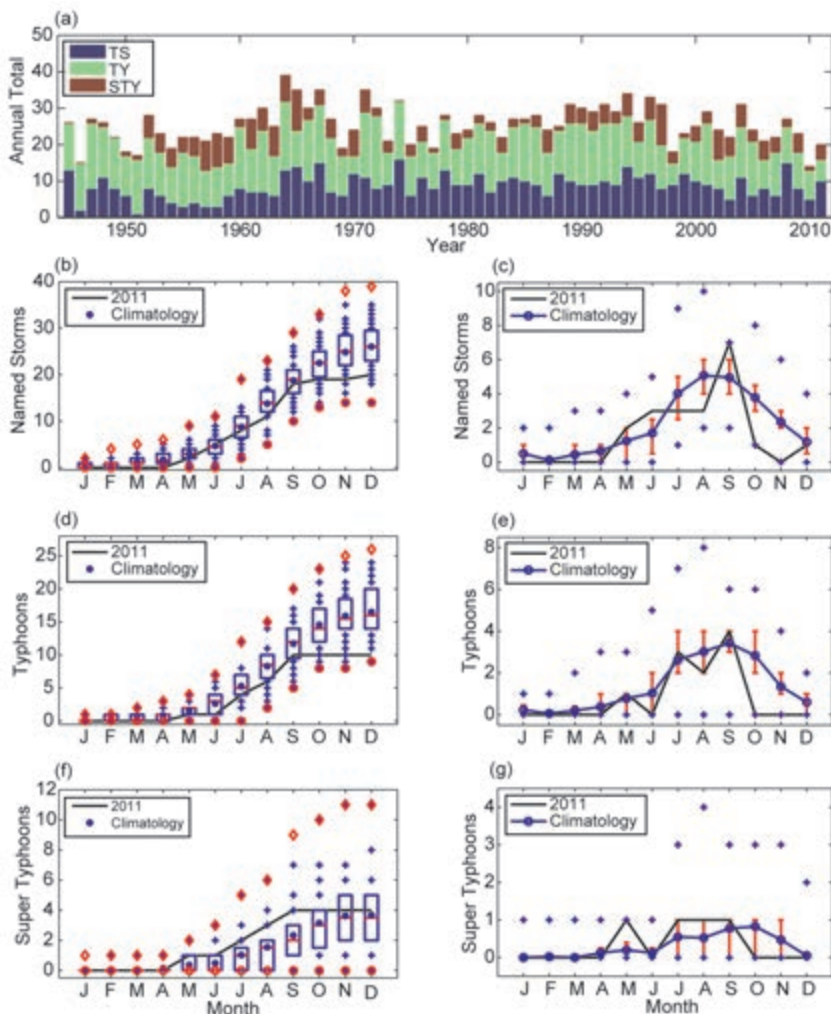 (a)
50
40
30
20
10
0
Annual Total
TS
TY
STY
1950 1960 1970 1980 1990 2000 2010
Year
(b)
40
30
20
10
0
Named Storms
2011
Climatology
J F M A M J J A S O N D
(c)
10
8
6
4
2
0
Named Storms
2011
Climatology
J F M A M J J A S O N D
(d)
25
20
15
10
5
0
Typhoons
2011
Climatology
J F M A M J J A S O N D
(e)
8
6
4
2
0
Typhoons
2011
Climatology
J F M A M J J A S O N D
(f)
12
10
8
6
4
2
0
Super Typhoons
2011
Climatology
J F M A M J J A S O N D
Month
(g)
4
3
2
1
0
Super Typhoons
2011
Climatology
J F M A M J J A S O N D
Month